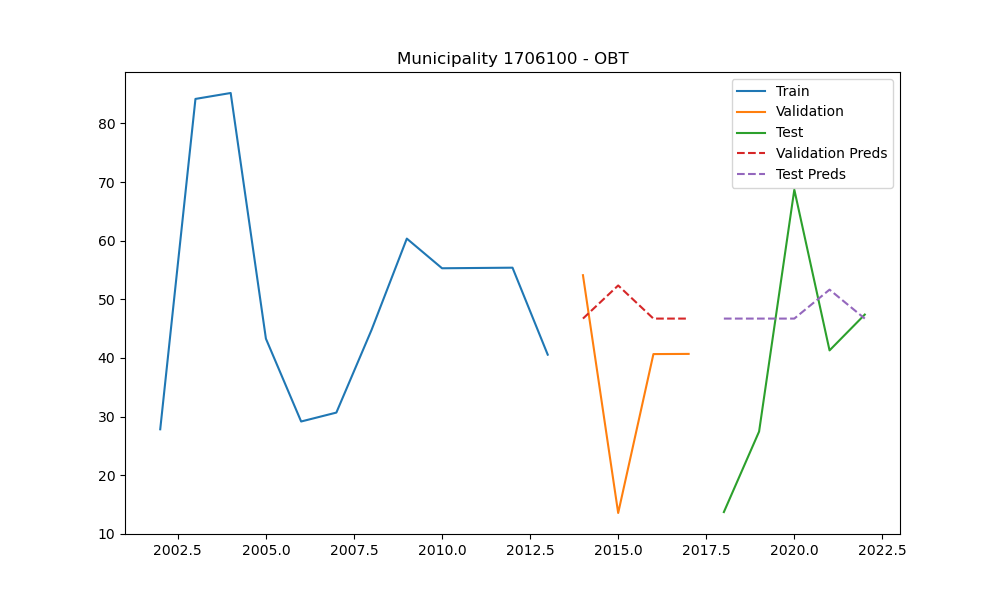 Municipality 1706100 - OBT
Train
Validation
Test
Validation Preds
Test Preds
80
70
60
50
40
30
20
10
2002.5 2005.0 2007.5 2010.0 2012.5 2015.0 2017.5 2020.0 2022.5